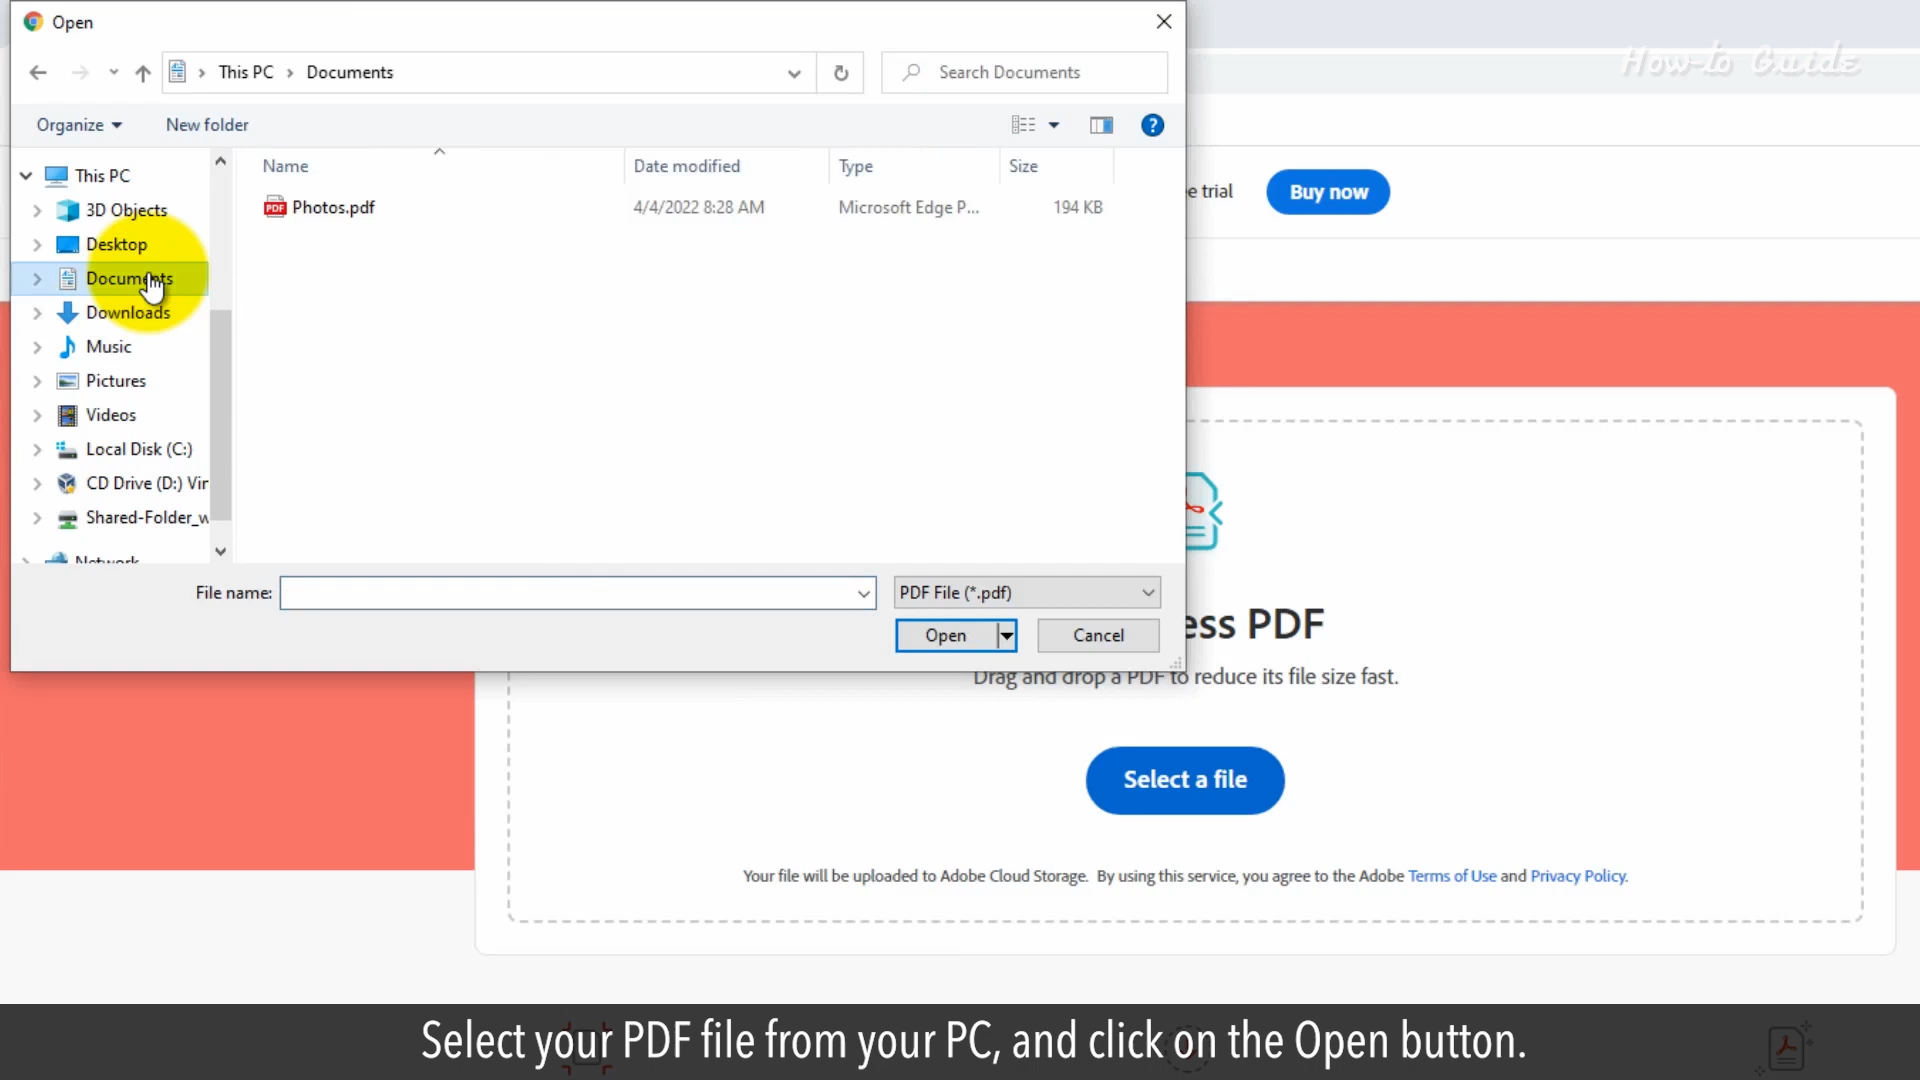 Open
How-to Guide
This PC > Documents
Search Documents
Organize
New folder
Name
Date modified
Type
Size
This PC
3D Objects
Desktop
Documents
Downloads
Music
Pictures
Videos
Local Disk (C:)
CD Drive (D:) Vir
Shared-Folder_w
Network
PDF Photos.pdf
4/4/2022 8:28 AM
Microsoft Edge P...
194 KB
e trial
Buy now
File name:
PDF File (*.pdf)
Open
Cancel
ess PDF
Drag and drop a PDF to reduce its file size fast.
Select a file
Your file will be uploaded to Adobe Cloud Storage. By using this service, you agree to the Adobe Terms of Use and Privacy Policy.
Select your PDF file from your PC, and click on the Open button.